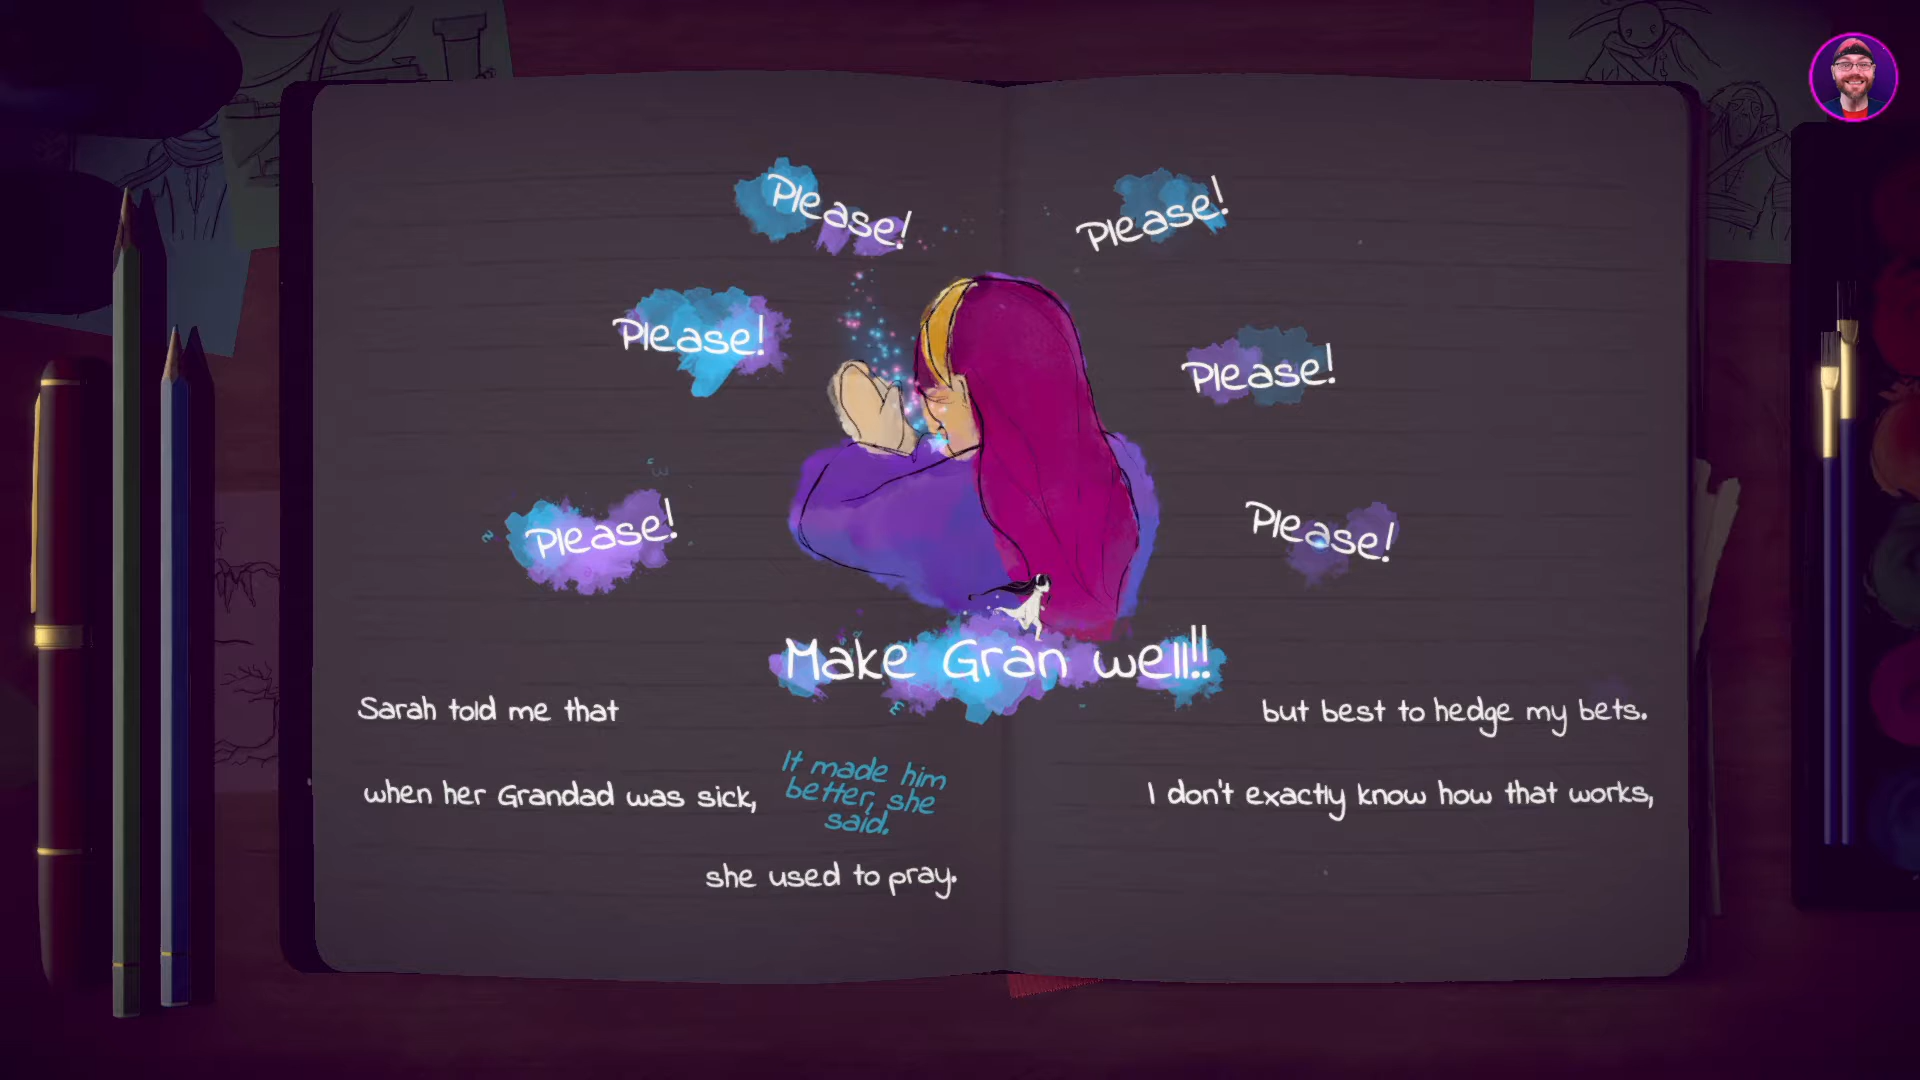 Please!
Please!
Please!
Please!
Please!
Please!
Make Gran well!!
Sarah told me that
when her Grandad was sick,
It made him
better, she
said.
she used to pray.
but best to hedge my bets.
I don't exactly know how that works,